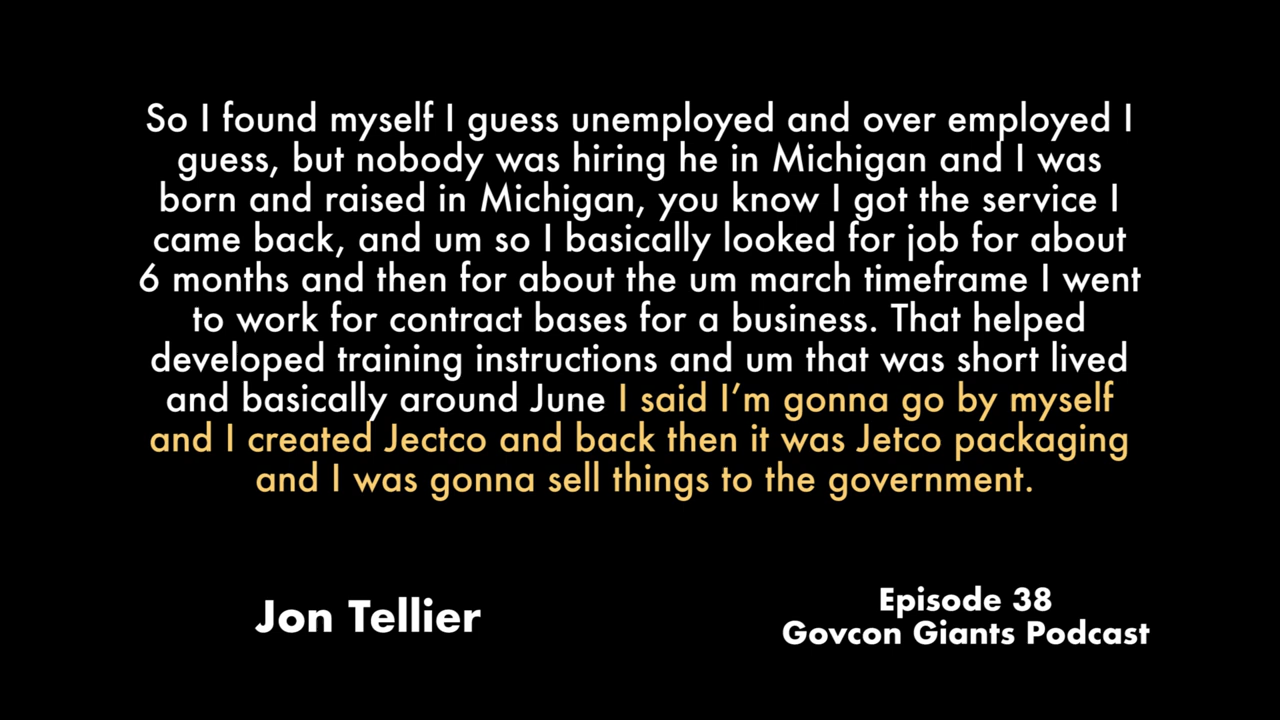 So I found myself I guess unemployed and over employed I
guess, but nobody was hiring he in Michigan and I was
born and raised in Michigan, you know I got the service I
came back, and um so I basically looked for job for about
6 months and then for about the um march timeframe I went
to work for contract bases for a business. That helped
developed training instructions and um that was short lived
and basically around June I said I’m gonna go by myself
and I created Jectco and back then it was Jetco packaging
and I was gonna sell things to the government.
Jon Tellier
Episode 38
Govcon Giants Podcast